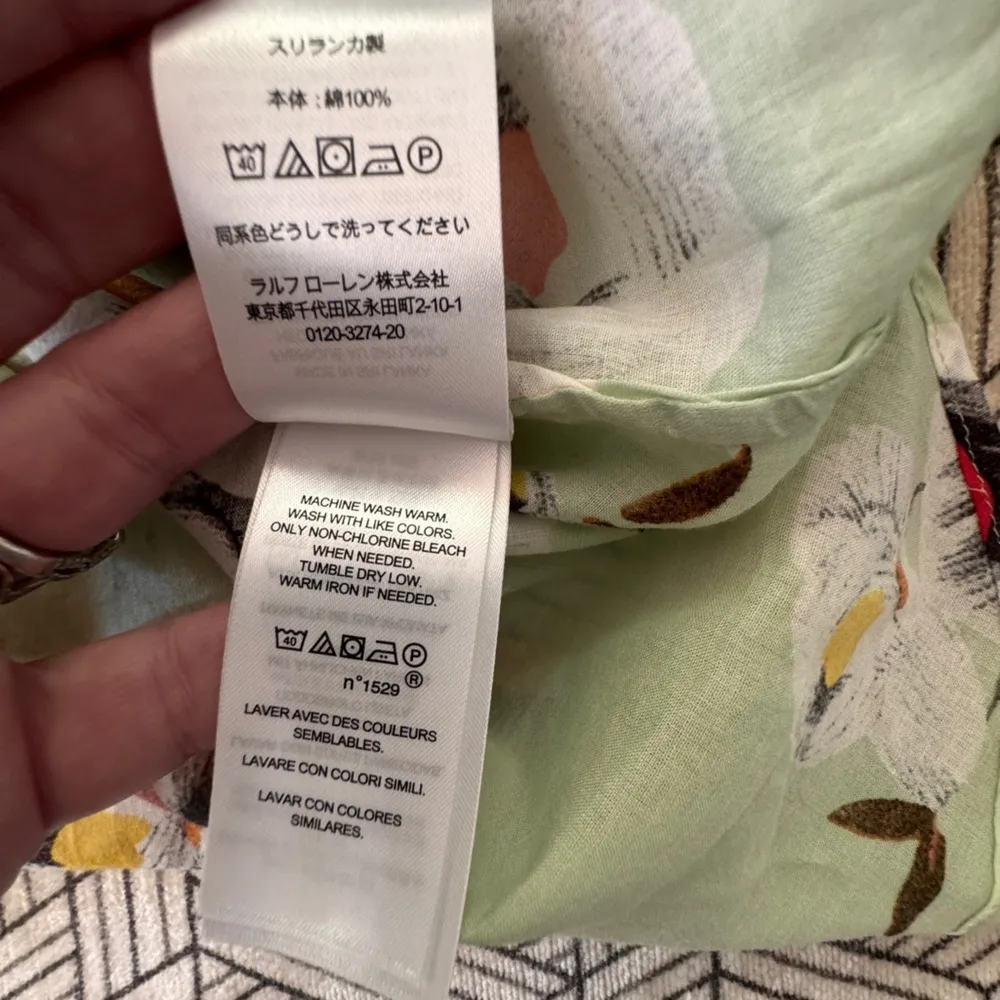 スリランカ製
本体 : 綿100%
40 P
同系色どうしで洗ってください
ラルフ ローレン株式会社
東京都千代田区永田町2-10-1
0120-3274-20
MACHINE WASH WARM.
WASH WITH LIKE COLORS.
ONLY NON-CHLORINE BLEACH
WHEN NEEDED.
TUMBLE DRY LOW.
WARM IRON IF NEEDED.
40 P
n°1529 ®
LAVER AVEC DES COULEURS
SEMBLABLES.
LAVARE CON COLORI SIMILI.
LAVAR CON COLORES
SIMILARES.